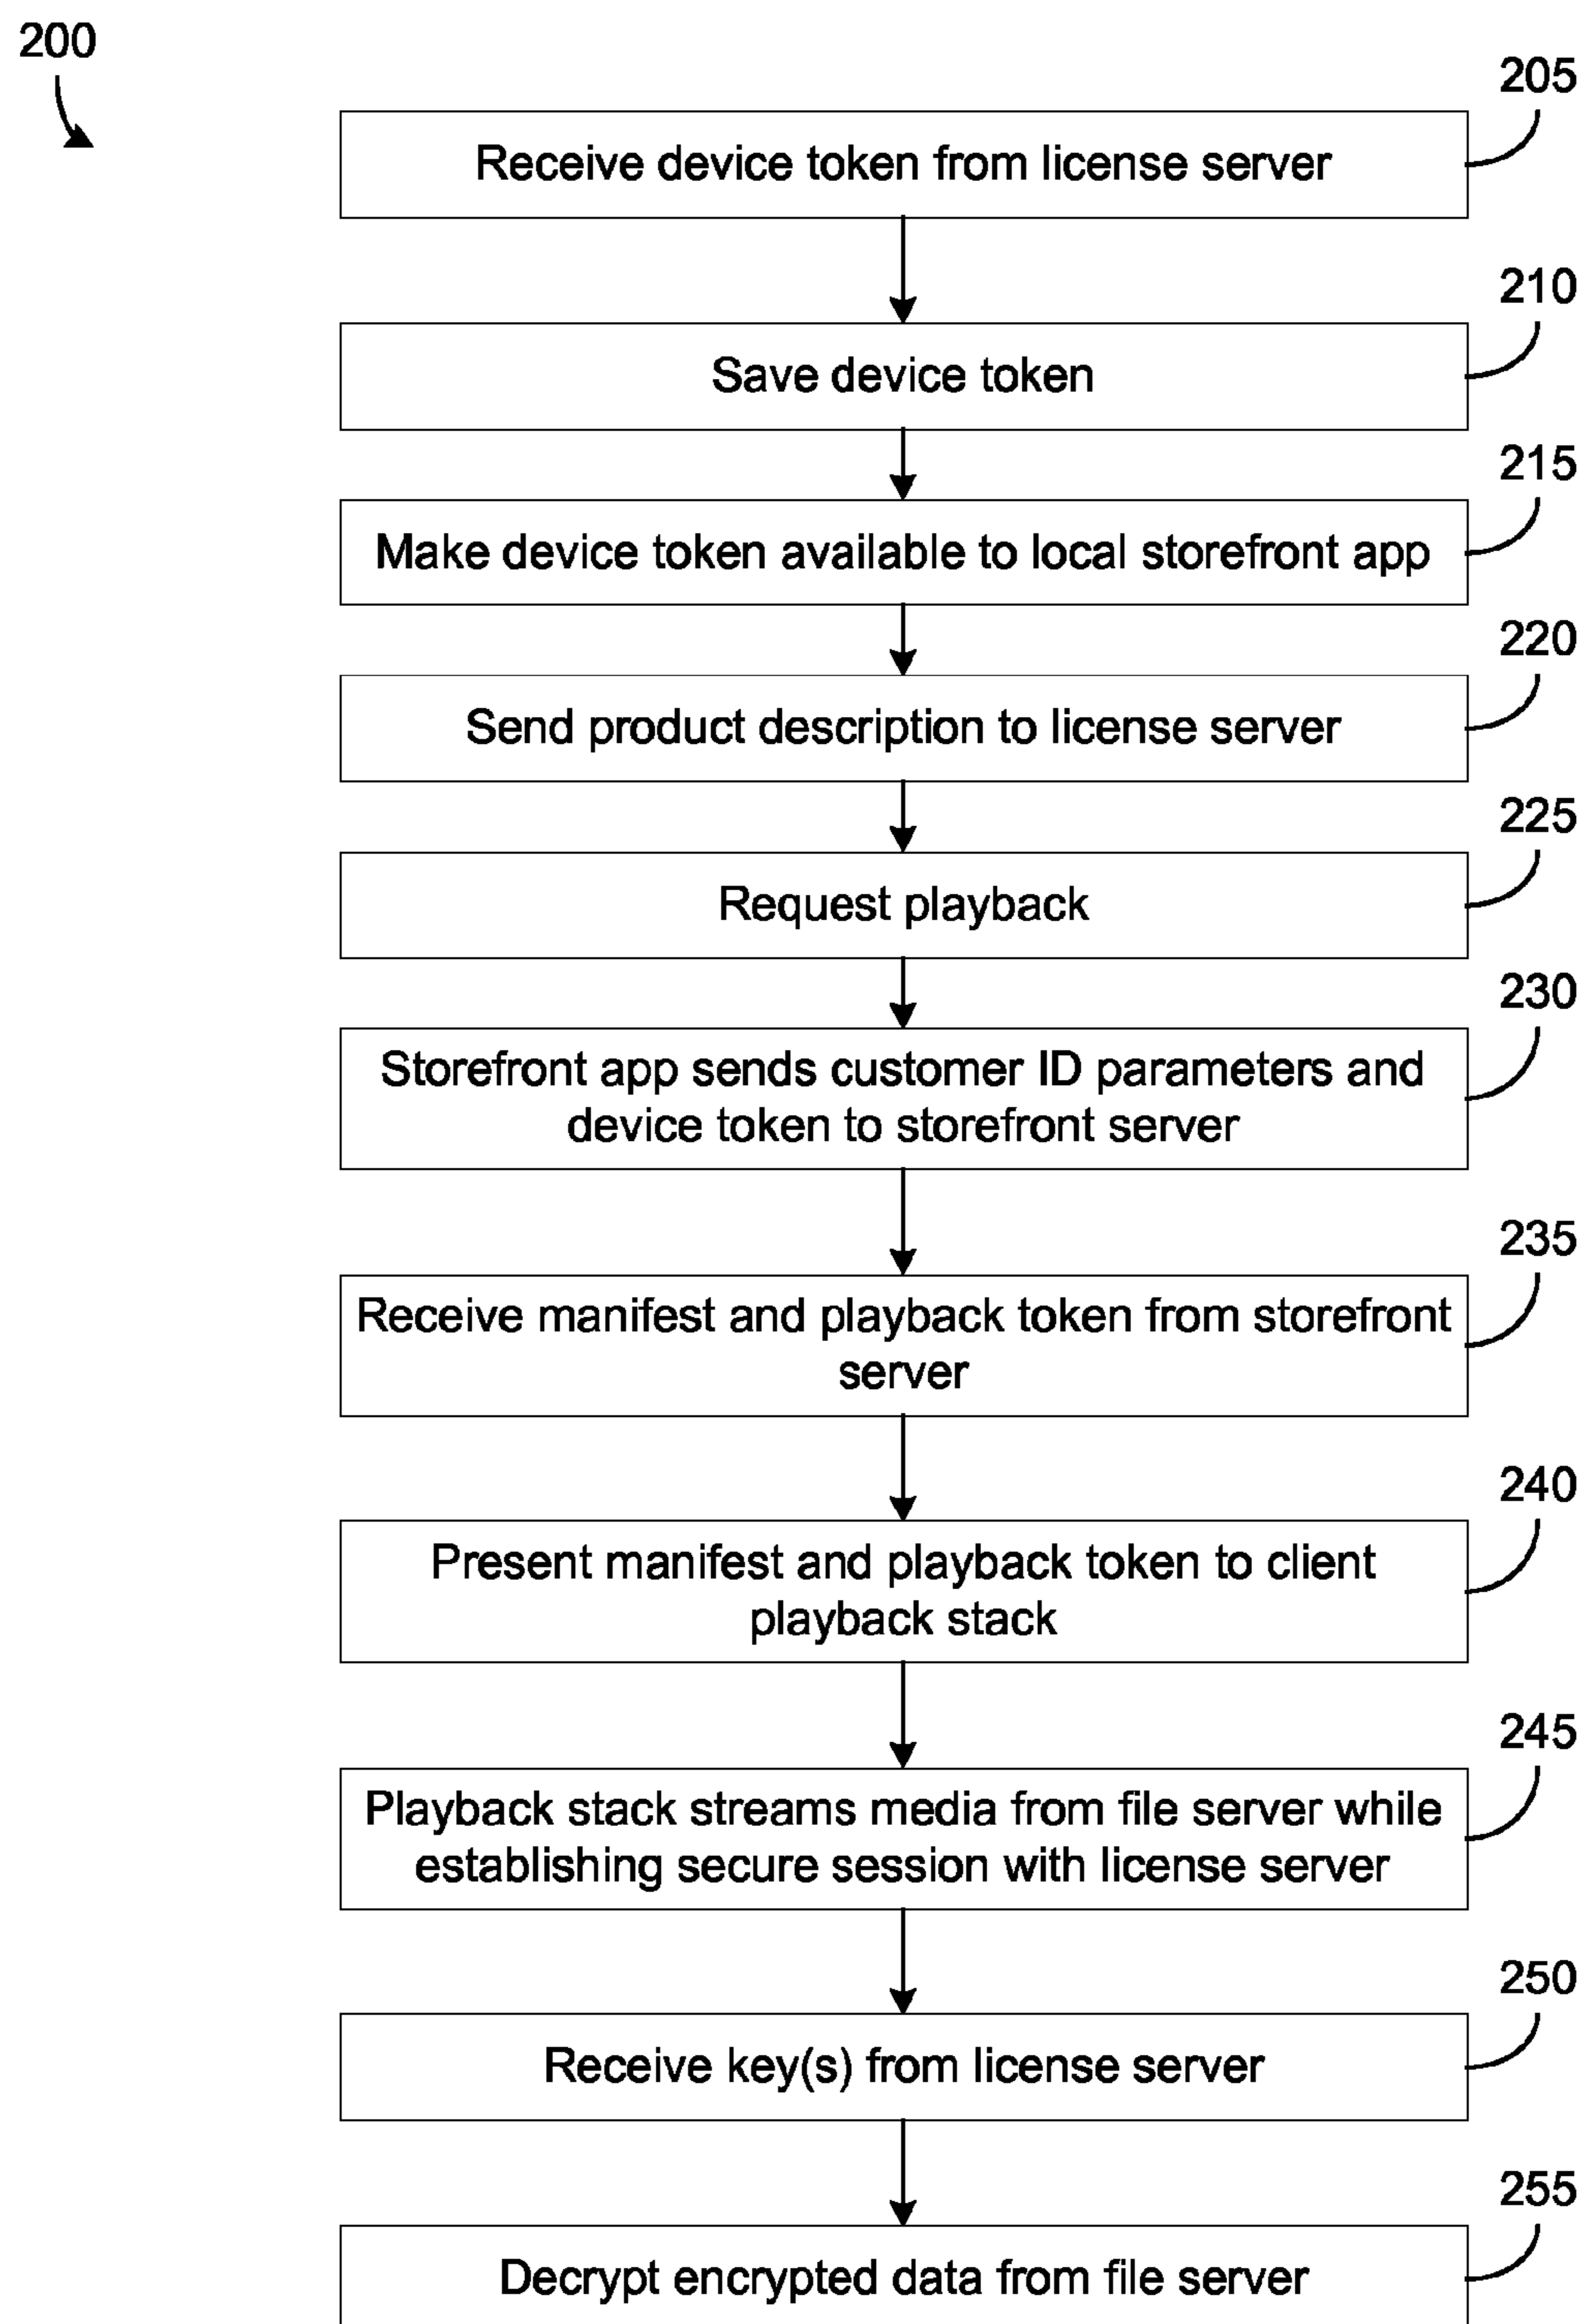 200
205
Receive device token from license server
210
Save device token
215
Make device token available to local storefront app
220
Send product description to license server
225
Request playback
230
Storefront app sends customer ID parameters and
device token to storefront server
235
Receive manifest and playback token from storefront
server
240
Present manifest and playback token to client
playback stack
245
Playback stack streams media from file server while
establishing secure session with license server
250
Receive key(s) from license server
255
Decrypt encrypted data from file server